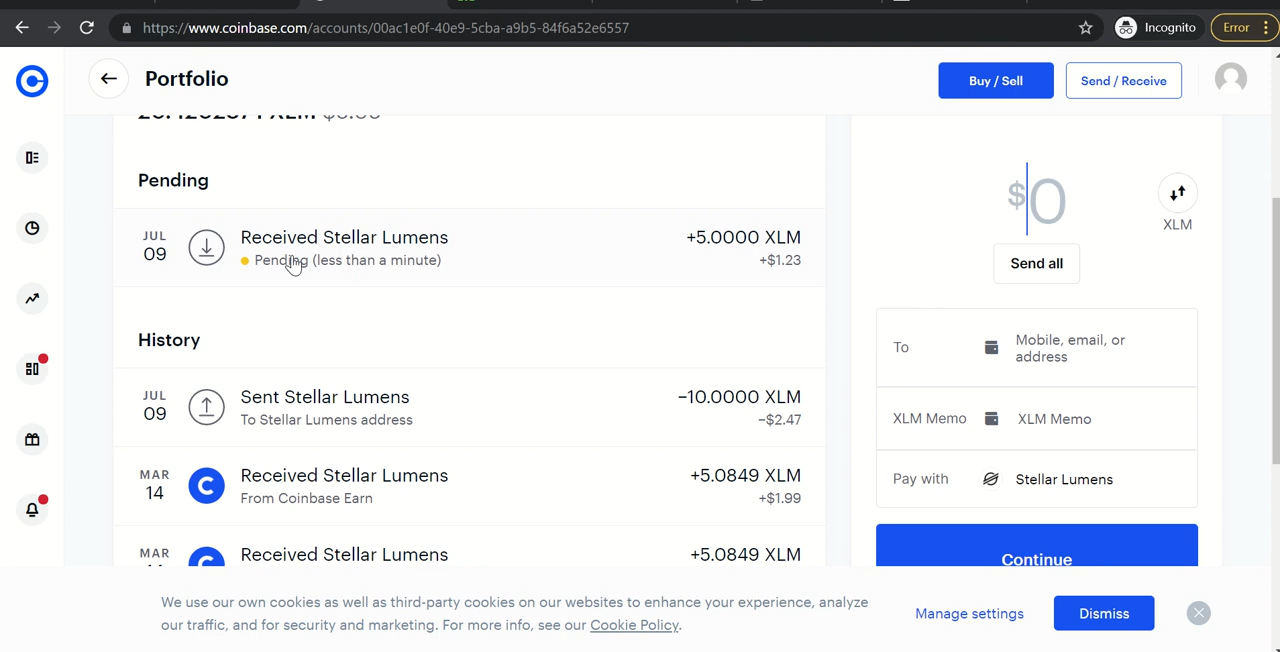 https://www.coinbase.com/accounts/00ac1e0f-40e9-5cba-a9b5-84f6a52e6557
Incognito
Error
Portfolio
Buy / Sell
Send / Receive
XLM
Pending
JUL
09
Received Stellar Lumens
Pending (less than a minute)
+5.0000 XLM
+$1.23
History
JUL
09
Sent Stellar Lumens
To Stellar Lumens address
-10.0000 XLM
-$2.47
MAR
14
Received Stellar Lumens
From Coinbase Earn
+5.0849 XLM
+$1.99
MAR
Received Stellar Lumens
+5.0849 XLM
$0
XLM
Send all
To
Mobile, email, or
address
XLM Memo
XLM Memo
Pay with
Stellar Lumens
Continue
We use our own cookies as well as third-party cookies on our websites to enhance your experience, analyze
our traffic, and for security and marketing. For more info, see our Cookie Policy.
Manage settings
Dismiss